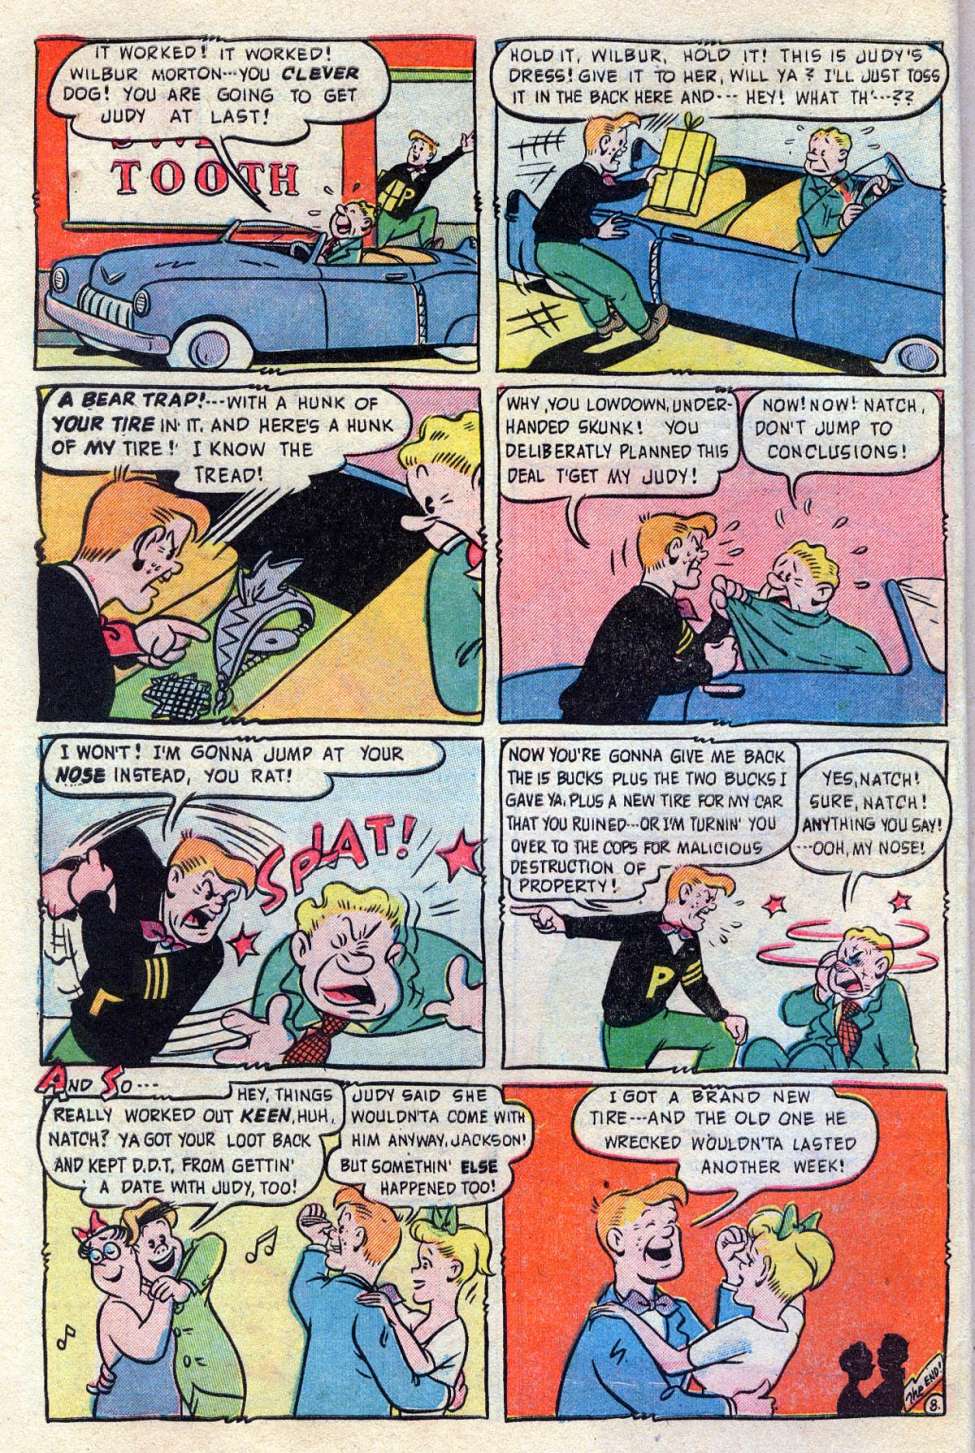 IT WORKED! IT WORKED!
WILBUR MORTON---YOU CLEVER
DOG! YOU ARE GOING TO GET
JUDY AT LAST!
TOOTH
P
HOLD IT, WILBUR, HOLD IT! THIS IS JUDY'S
DRESS! GIVE IT TO HER, WILL YA? I'LL JUST TOSS
IT IN THE BACK HERE AND--- HEY! WHAT TH'---??
A BEAR TRAP!---WITH A HUNK OF
YOUR TIRE IN IT, AND HERE'S A HUNK
OF MY TIRE! I KNOW THE
TREAD!
WHY, YOU LOWDOWN, UNDER-
HANDED SKUNK! YOU
DELIBERATLY PLANNED THIS
DEAL T'GET MY JUDY!
NOW! NOW! NATCH,
DON'T JUMP TO
CONCLUSIONS!
I WON'T! I'M GONNA JUMP AT YOUR
NOSE INSTEAD, YOU RAT!
SPLAT!
NOW YOU'RE GONNA GIVE ME BACK
THE 15 BUCKS PLUS THE TWO BUCKS I
GAVE YA, PLUS A NEW TIRE FOR MY CAR
THAT YOU RUINED---OR I'M TURNIN' YOU
OVER TO THE COPS FOR MALICIOUS
DESTRUCTION OF
PROPERTY!
YES, NATCH!
SURE, NATCH!
ANYTHING YOU SAY!
---OOH, MY NOSE!
P
AND SO---
HEY, THINGS
REALLY WORKED OUT KEEN, HUH,
NATCH? YA GOT YOUR LOOT BACK
AND KEPT D.D.T. FROM GETTIN'
A DATE WITH JUDY, TOO!
JUDY SAID SHE
WOULDN'TA COME WITH
HIM ANYWAY, JACKSON!
BUT SOMETHIN' ELSE
HAPPENED TOO!
I GOT A BRAND NEW
TIRE---AND THE OLD ONE HE
WRECKED WOULDN'TA LASTED
ANOTHER WEEK!
The END!
8.